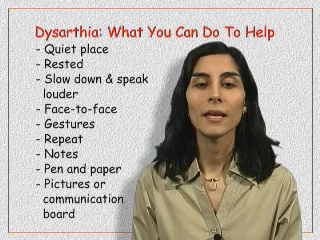 Dysarthia: What You Can Do To Help
- Quiet place
- Rested
- Slow down & speak
louder
- Face-to-face
- Gestures
- Repeat
- Notes
- Pen and paper
- Pictures or
communication
board